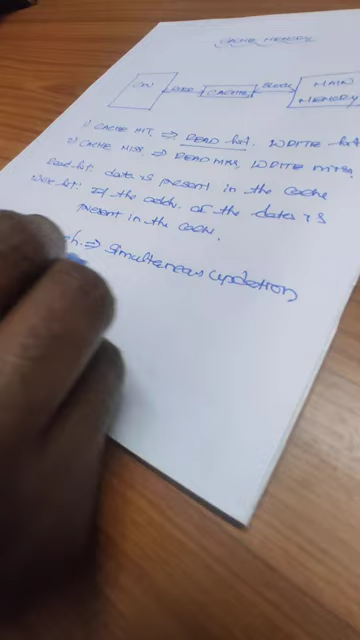 CACHE MEMORY
CPU WORD CACHE BLOCK MAIN MEMORY
1) CACHE HIT ⇒ READ hit, WRITE hit
2) CACHE MISS ⇒ READ MISS, WRITE MISS
Read-hit: data is present in the cache
Write-hit: If the addr. of the data is
present in the cache.
⇒ Simultaneous updation